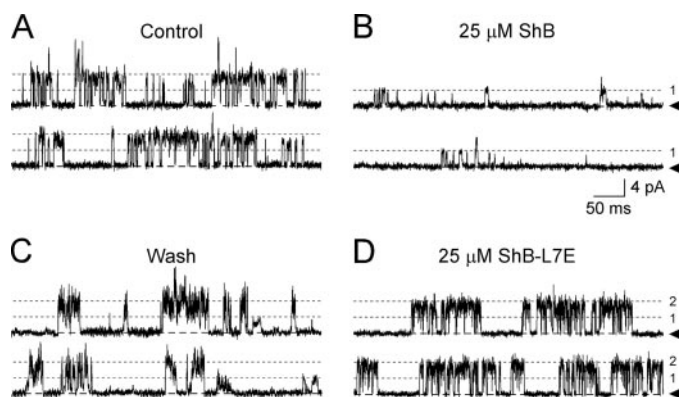 A
Control
B
25 μM ShB
1
1
4 pA
50 ms
C
Wash
D
25 μM ShB-L7E
2
1
2
1